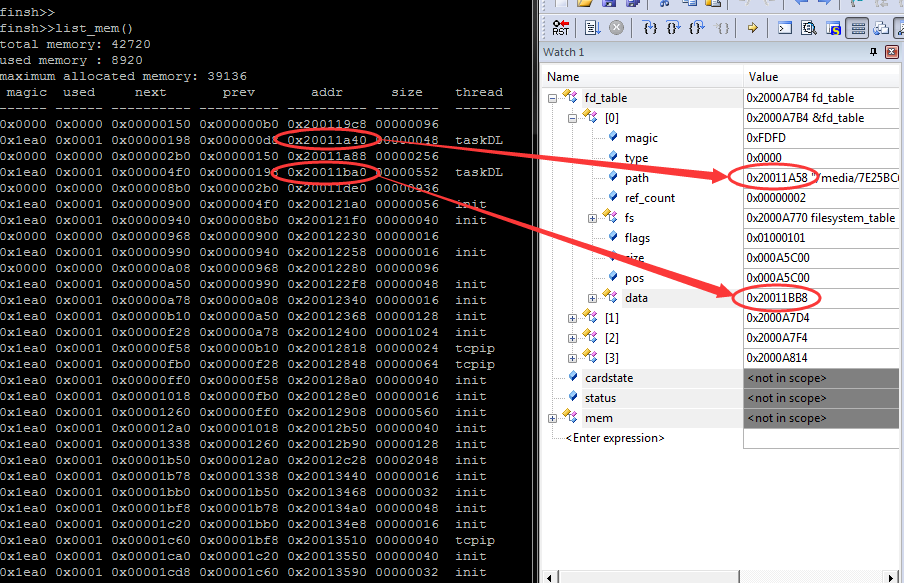 finsh>>
finsh>>list_mem()
total memory: 42720
used memory : 8920
maximum allocated memory: 39136
magic used next prev addr size thread
------ ------ ---------- ---------- ---------- -------- -------
0x0000 0x0000 0x00000150 0x000000b0 0x200119c8 00000096
0x1ea0 0x0001 0x00000198 0x000000d8 0x20011a40 00000048 taskDL
0x0000 0x0000 0x000002b0 0x00000150 0x20011a88 00000256
0x1ea0 0x0001 0x000004f0 0x00000198 0x20011ba0 00000552 taskDL
0x0000 0x0000 0x000008b0 0x000002b0 0x20011de0 00000936
0x1ea0 0x0001 0x00000900 0x000004f0 0x200121a0 00000056 init
0x1ea0 0x0001 0x00000940 0x000008b0 0x200121f0 00000040 init
0x0000 0x0000 0x00000968 0x00000900 0x20012230 00000016
0x1ea0 0x0001 0x00000990 0x00000940 0x20012258 00000016 init
0x0000 0x0000 0x00000a08 0x00000968 0x20012280 00000096
0x1ea0 0x0001 0x00000a50 0x00000990 0x200122f8 00000048 init
0x1ea0 0x0001 0x00000a78 0x00000a08 0x20012340 00000016 init
0x1ea0 0x0001 0x00000b10 0x00000a50 0x20012368 00000128 init
0x1ea0 0x0001 0x00000f28 0x00000a78 0x20012400 00001024 init
0x1ea0 0x0001 0x00000f58 0x00000b10 0x20012818 00000024 tcpip
0x1ea0 0x0001 0x00000fb0 0x00000f28 0x20012848 00000064 tcpip
0x1ea0 0x0001 0x00000ff0 0x00000f58 0x200128a0 00000040 init
0x1ea0 0x0001 0x00001018 0x00000fb0 0x200128e0 00000016 init
0x1ea0 0x0001 0x00001260 0x00000ff0 0x20012908 00000560 init
0x1ea0 0x0001 0x000012a0 0x00001018 0x20012b50 00000040 init
0x1ea0 0x0001 0x00001338 0x00001260 0x20012b90 00000128 init
0x1ea0 0x0001 0x00001b50 0x000012a0 0x20012c28 00002048 init
0x1ea0 0x0001 0x00001b78 0x00001338 0x20013440 00000016 init
0x1ea0 0x0001 0x00001bb0 0x00001b50 0x20013468 00000032 init
0x1ea0 0x0001 0x00001bf8 0x00001b78 0x200134a0 00000048 init
0x1ea0 0x0001 0x00001c20 0x00001bb0 0x200134e8 00000016 init
0x1ea0 0x0001 0x00001c60 0x00001bf8 0x20013510 00000040 tcpip
0x1ea0 0x0001 0x00001ca0 0x00001c20 0x20013550 00000040 init
0x1ea0 0x0001 0x00001cd8 0x00001c60 0x20013590 00000032 init
RST
Watch 1
Name Value
fd_table 0x2000A7B4 fd_table
[0] 0x2000A7B4 &fd_table
magic 0xFDFD
type 0x0000
path 0x20011A58 "/media/7E25BC
ref_count 0x00000002
fs 0x2000A770 filesystem_table
flags 0x01000101
size 0x000A5C00
pos 0x000A5C00
data 0x20011BB8
[1] 0x2000A7D4
[2] 0x2000A7F4
[3] 0x2000A814
cardstate <not in scope>
status <not in scope>
mem <not in scope>
<Enter expression>